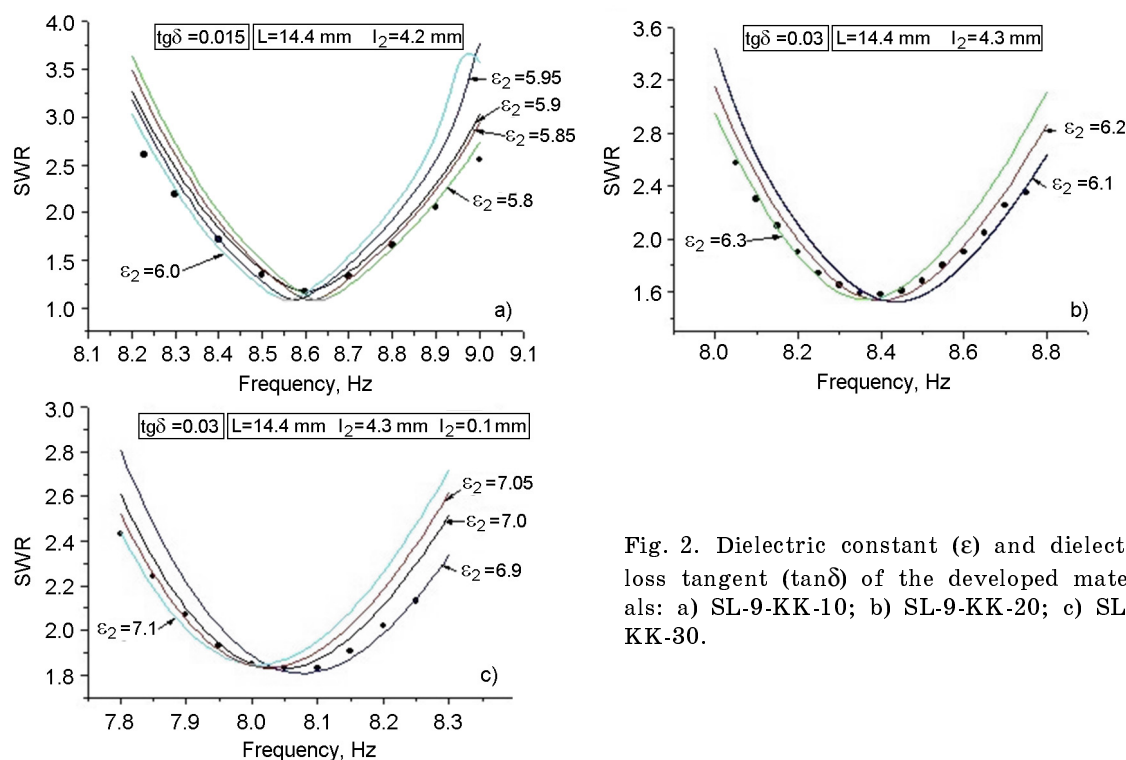 tgδ =0.015 L=14.4 mm l2=4.2 mm
SWR
4.0
3.5
3.0
2.5
2.0
1.5
1.0
ε2 =5.95
ε2 =5.9
ε2 =5.85
ε2 =5.8
ε2 =6.0
a)
8.1 8.2 8.3 8.4 8.5 8.6 8.7 8.8 8.9 9.0 9.1
Frequency, Hz
tgδ =0.03 L=14.4 mm l2=4.3 mm
SWR
3.6
3.2
2.8
2.4
2.0
1.6
ε2 =6.2
ε2 =6.1
ε2 =6.3
b)
8.0 8.2 8.4 8.6 8.8
Frequency, Hz
tgδ =0.03 L=14.4 mm l2=4.3 mm l2=0.1 mm
SWR
3.0
2.8
2.6
2.4
2.2
2.0
1.8
ε2 =7.05
ε2 =7.0
ε2 =6.9
ε2 =7.1
c)
7.8 7.9 8.0 8.1 8.2 8.3
Frequency, Hz
Fig. 2. Dielectric constant (ε) and dielect
loss tangent (tanδ) of the developed mate
als: a) SL-9-KK-10; b) SL-9-KK-20; c) SL
KK-30.